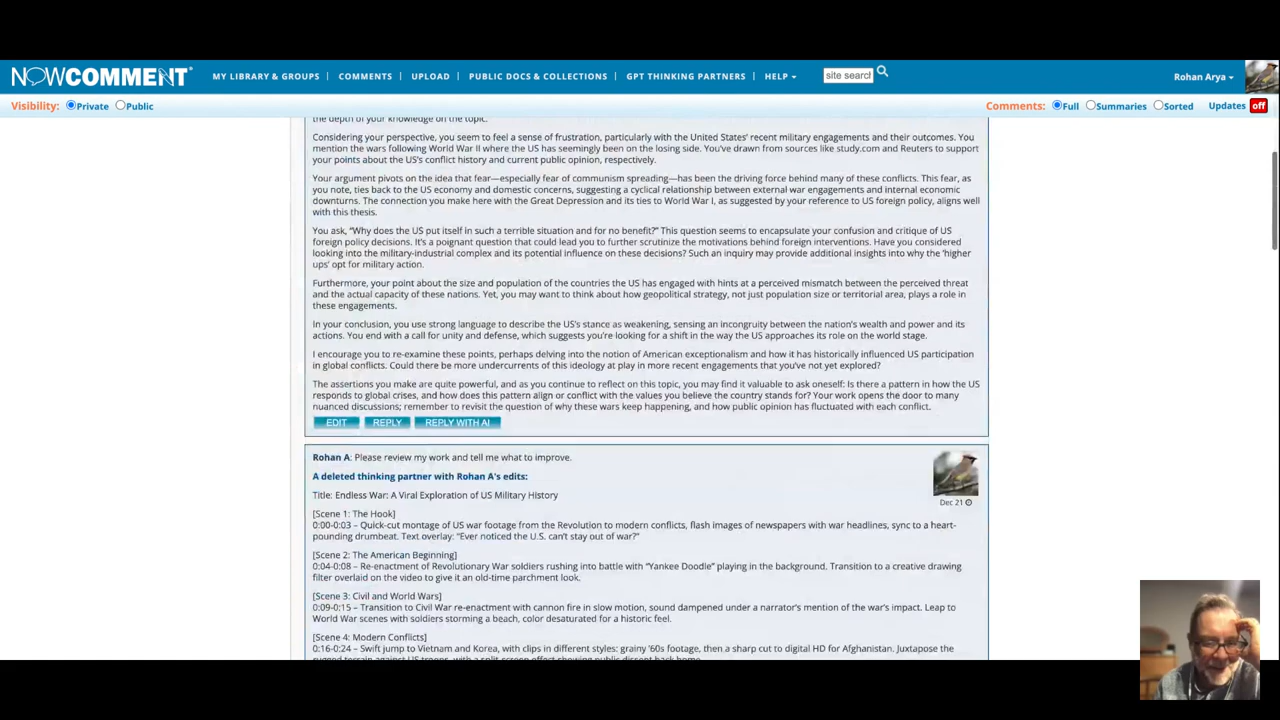 NOWCOMMENT®
MY LIBRARY & GROUPS | COMMENTS | UPLOAD | PUBLIC DOCS & COLLECTIONS | GPT THINKING PARTNERS | HELP
site search
Rohan Arya
Visibility: Private Public
Comments: Full Summaries Sorted Updates off
the depth of your knowledge on the topic.
Considering your perspective, you seem to feel a sense of frustration, particularly with the United States’ recent military engagements and their outcomes. You
mention the wars following World War II where the US has seemingly been on the losing side. You’ve drawn from sources like study.com and Reuters to support
your points about the US’s conflict history and current public opinion, respectively.
Your argument pivots on the idea that fear—especially fear of communism spreading—has been the driving force behind many of these conflicts. This fear, as
you note, ties back to the US economy and domestic concerns, suggesting a cyclical relationship between external war engagements and internal economic
downturns. The connection you make here with the Great Depression and its ties to World War I, as suggested by your reference to US foreign policy, aligns well
with this thesis.
You ask, “Why does the US put itself in such a terrible situation and for no benefit?” This question seems to encapsulate your confusion and critique of US
foreign policy decisions. It’s a poignant question that could lead you to further scrutinize the motivations behind foreign interventions. Have you considered
looking into the military-industrial complex and its potential influence on these decisions? Such an inquiry may provide additional insights into why the ‘higher
ups’ opt for military action.
Furthermore, your point about the size and population of the countries the US has engaged with hints at a perceived mismatch between the perceived threat
and the actual capacity of these nations. Yet, you may want to think about how geopolitical strategy, not just population size or territorial area, plays a role in
these engagements.
In your conclusion, you use strong language to describe the US’s stance as weakening, sensing an incongruity between the nation’s wealth and power and its
actions. You end with a call for unity and defense, which suggests you’re looking for a shift in the way the US approaches its role on the world stage.
I encourage you to re-examine these points, perhaps delving into the notion of American exceptionalism and how it has historically influenced US participation
in global conflicts. Could there be more undercurrents of this ideology at play in more recent engagements that you’ve not yet explored?
The assertions you make are quite powerful, and as you continue to reflect on this topic, you may find it valuable to ask oneself: Is there a pattern in how the US
responds to global crises, and how does this pattern align or conflict with the values you believe the country stands for? Your work opens the door to many
nuanced discussions; remember to revisit the question of why these wars keep happening, and how public opinion has fluctuated with each conflict.
EDIT REPLY REPLY WITH AI
Rohan A: Please review my work and tell me what to improve.
A deleted thinking partner with Rohan A's edits:
Dec 21
Title: Endless War: A Viral Exploration of US Military History
[Scene 1: The Hook]
0:00-0:03 – Quick-cut montage of US war footage from the Revolution to modern conflicts, flash images of newspapers with war headlines, sync to a heart-
pounding drumbeat. Text overlay: “Ever noticed the U.S. can’t stay out of war?”
[Scene 2: The American Beginning]
0:04-0:08 – Re-enactment of Revolutionary War soldiers rushing into battle with “Yankee Doodle” playing in the background. Transition to a creative drawing
filter overlaid on the video to give it an old-time parchment look.
[Scene 3: Civil and World Wars]
0:09-0:15 – Transition to Civil War re-enactment with cannon fire in slow motion, sound dampened under a narrator’s mention of the war’s impact. Leap to
World War scenes with soldiers storming a beach, color desaturated for a historic feel.
[Scene 4: Modern Conflicts]
0:16-0:24 – Swift jump to Vietnam and Korea, with clips in different styles: grainy ’60s footage, then a sharp cut to digital HD for Afghanistan. Juxtapose the
rugged terrain against US troops, with a split-screen effect showing public dissent back home.